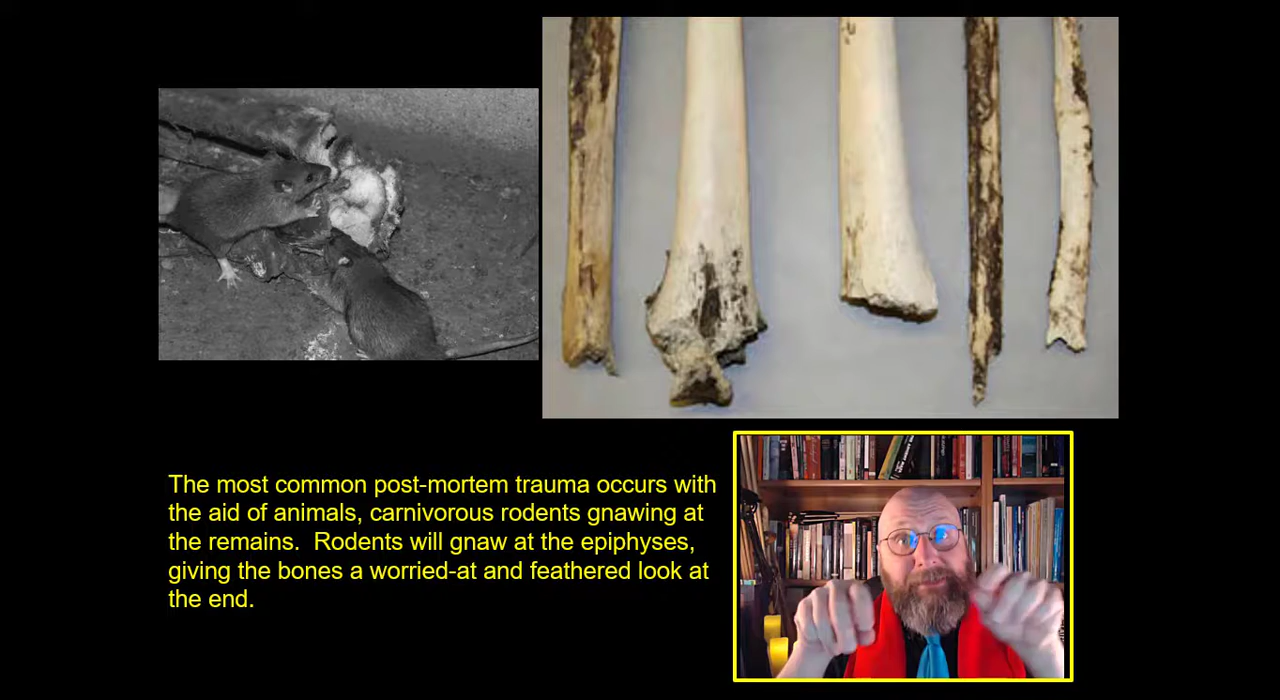 The most common post-mortem trauma occurs with
the aid of animals, carnivorous rodents gnawing at
the remains.  Rodents will gnaw at the epiphyses,
giving the bones a worried-at and feathered look at
the end.